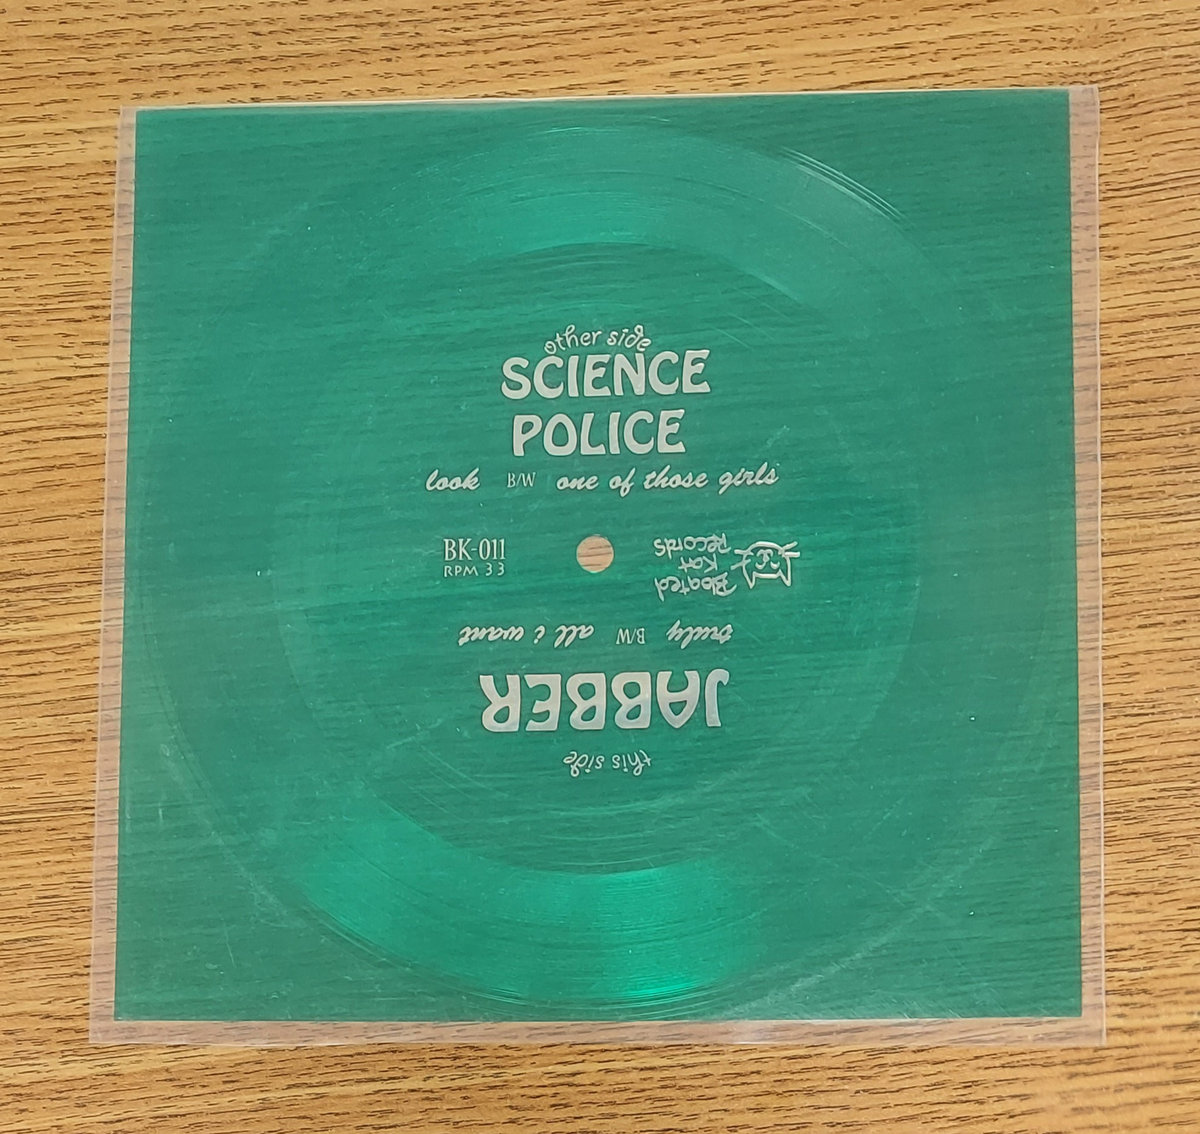 other side
SCIENCE
POLICE
look B/W one of those girls
BK-011
RPM 33
Bloated
Kat
Records
this side
JABBER
truly B/W all i want